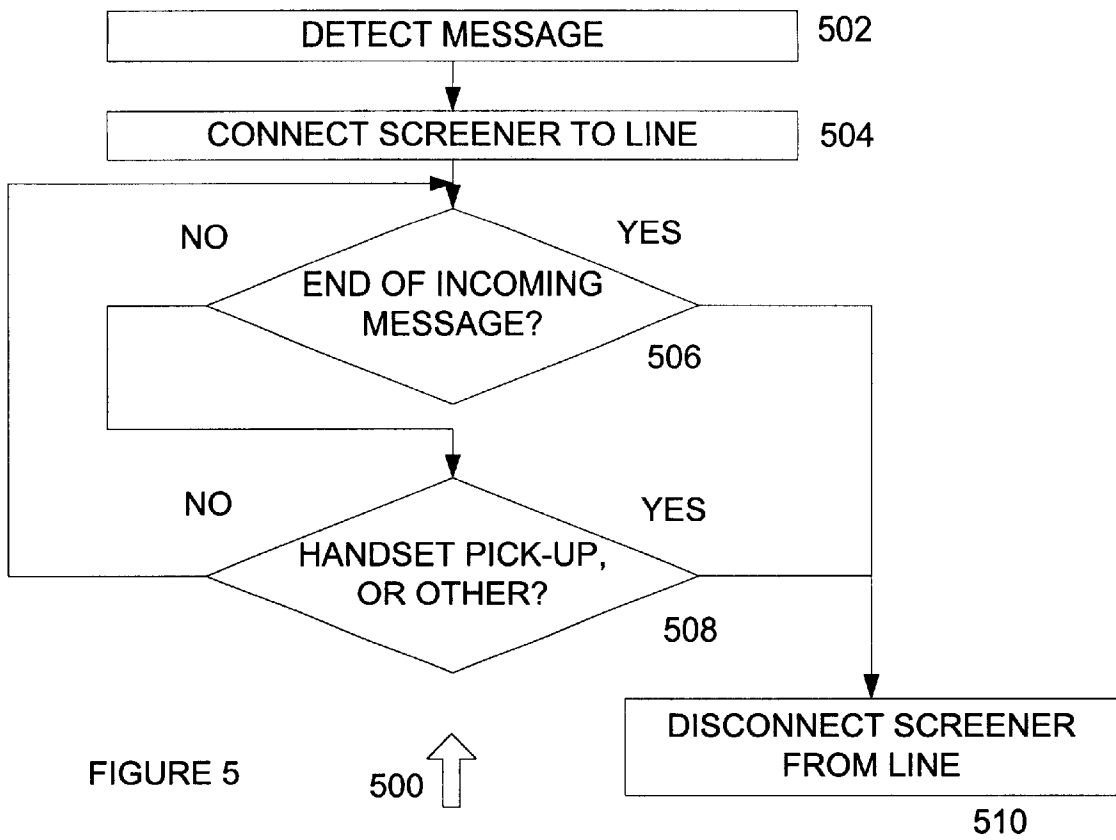 DETECT MESSAGE
502
CONNECT SCREENER TO LINE
504
NO
YES
END OF INCOMING
MESSAGE?
506
NO
YES
HANDSET PICK-UP,
OR OTHER?
508
DISCONNECT SCREENER
FROM LINE
510
FIGURE 5
500